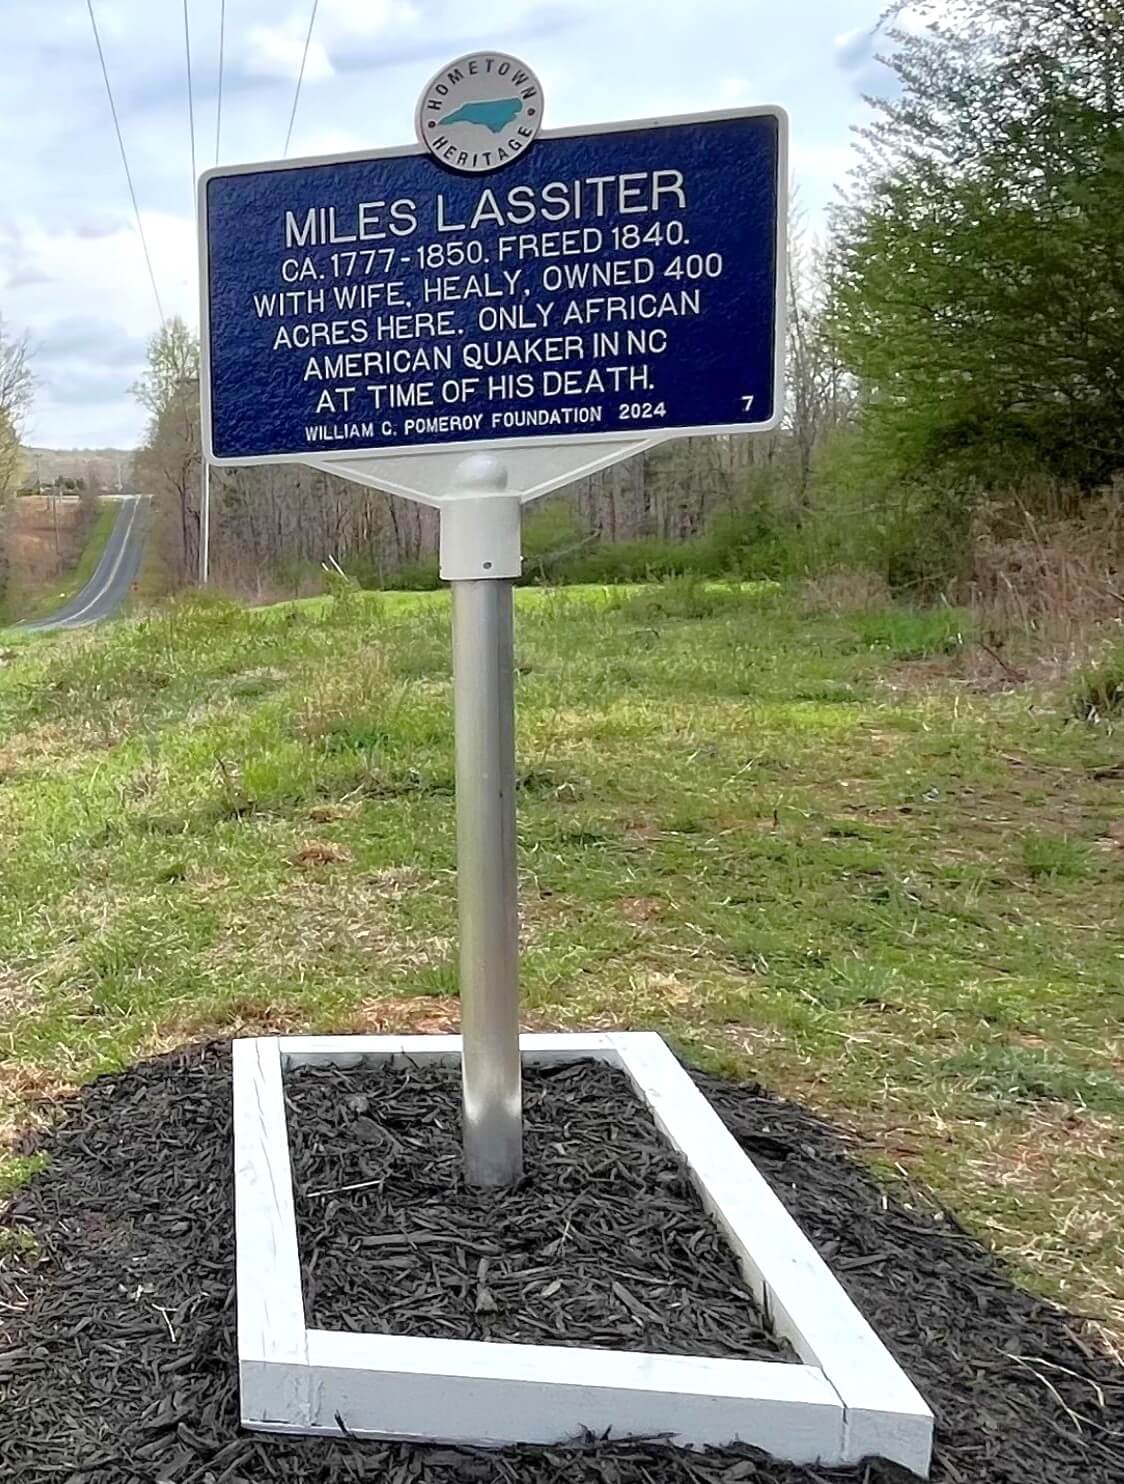 HOMETOWN
HERITAGE
MILES LASSITER
CA. 1777-1850. FREED 1840.
WITH WIFE, HEALY, OWNED 400
ACRES HERE. ONLY AFRICAN
AMERICAN QUAKER IN NC
AT TIME OF HIS DEATH.
WILLIAM G. POMEROY FOUNDATION 2024 7